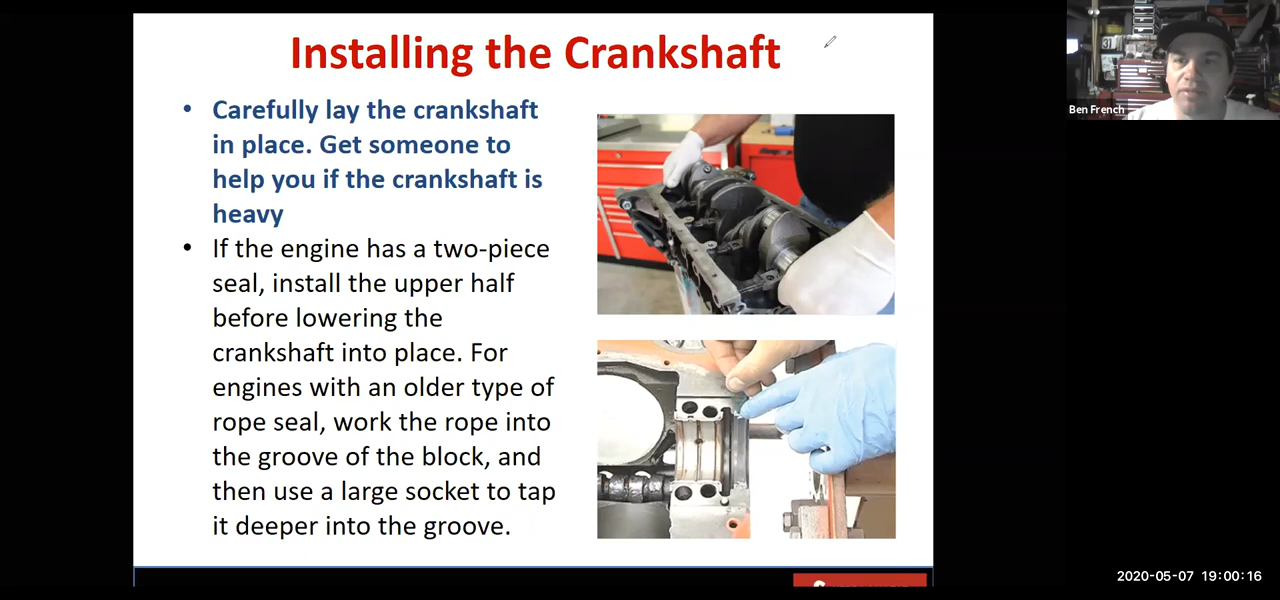 Installing the Crankshaft
• Carefully lay the crankshaft
in place. Get someone to
help you if the crankshaft is
heavy
• If the engine has a two-piece
seal, install the upper half
before lowering the
crankshaft into place. For
engines with an older type of
rope seal, work the rope into
the groove of the block, and
then use a large socket to tap
it deeper into the groove.
Ben French
2020-05-07 19:00:16